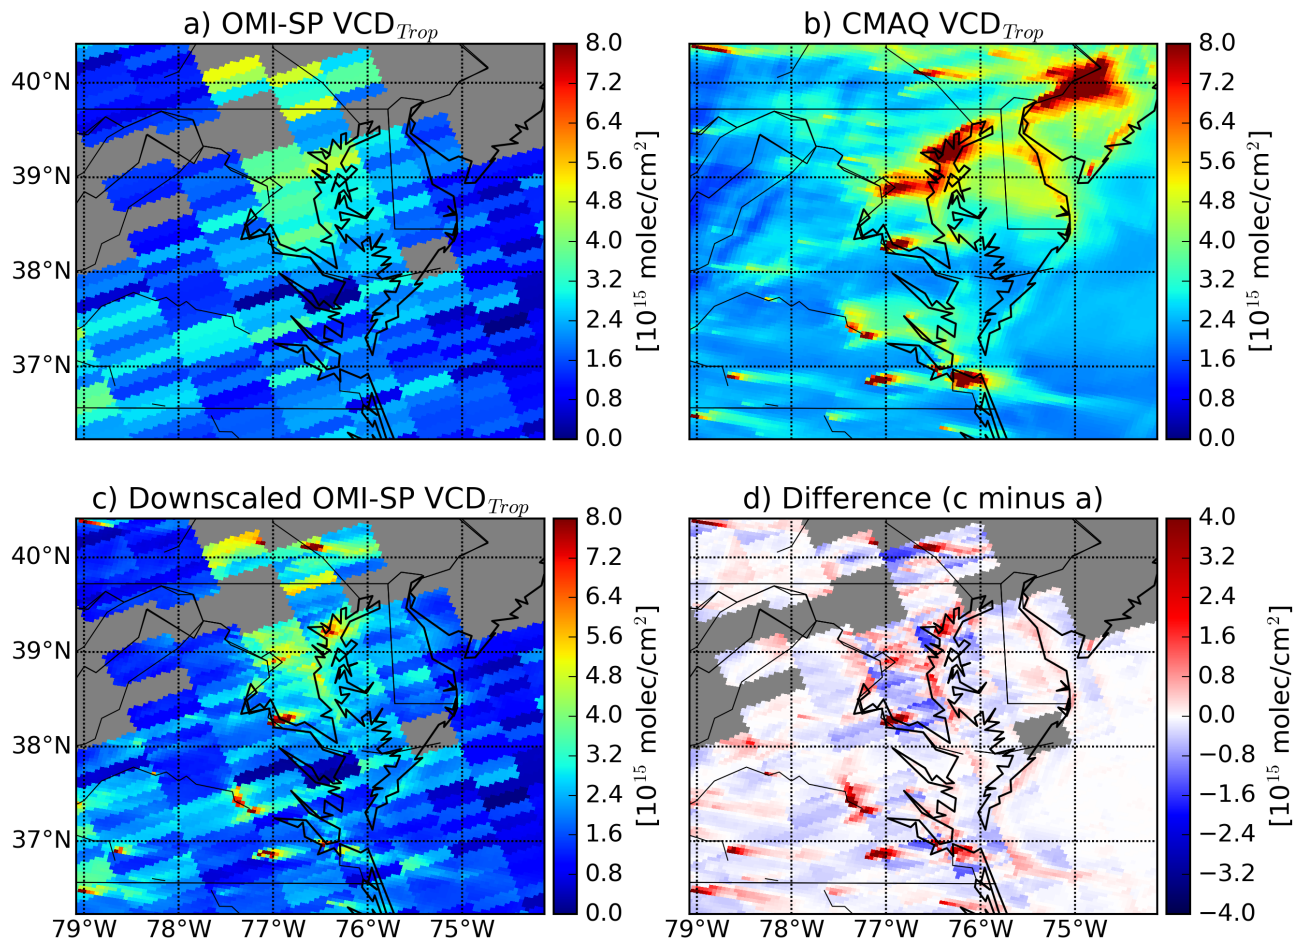 a) OMI-SP VCD_Trop
b) CMAQ VCD_Trop
40°N
39°N
38°N
37°N
8.0
7.2
6.4
5.6
4.8
4.0
3.2
2.4
1.6
0.8
0.0
[10^15 molec/cm^2]
8.0
7.2
6.4
5.6
4.8
4.0
3.2
2.4
1.6
0.8
0.0
[10^15 molec/cm^2]
c) Downscaled OMI-SP VCD_Trop
d) Difference (c minus a)
40°N
39°N
38°N
37°N
79°W 78°W 77°W 76°W 75°W
8.0
7.2
6.4
5.6
4.8
4.0
3.2
2.4
1.6
0.8
0.0
[10^15 molec/cm^2]
79°W 78°W 77°W 76°W 75°W
4.0
3.2
2.4
1.6
0.8
0.0
−0.8
−1.6
−2.4
−3.2
−4.0
[10^15 molec/cm^2]